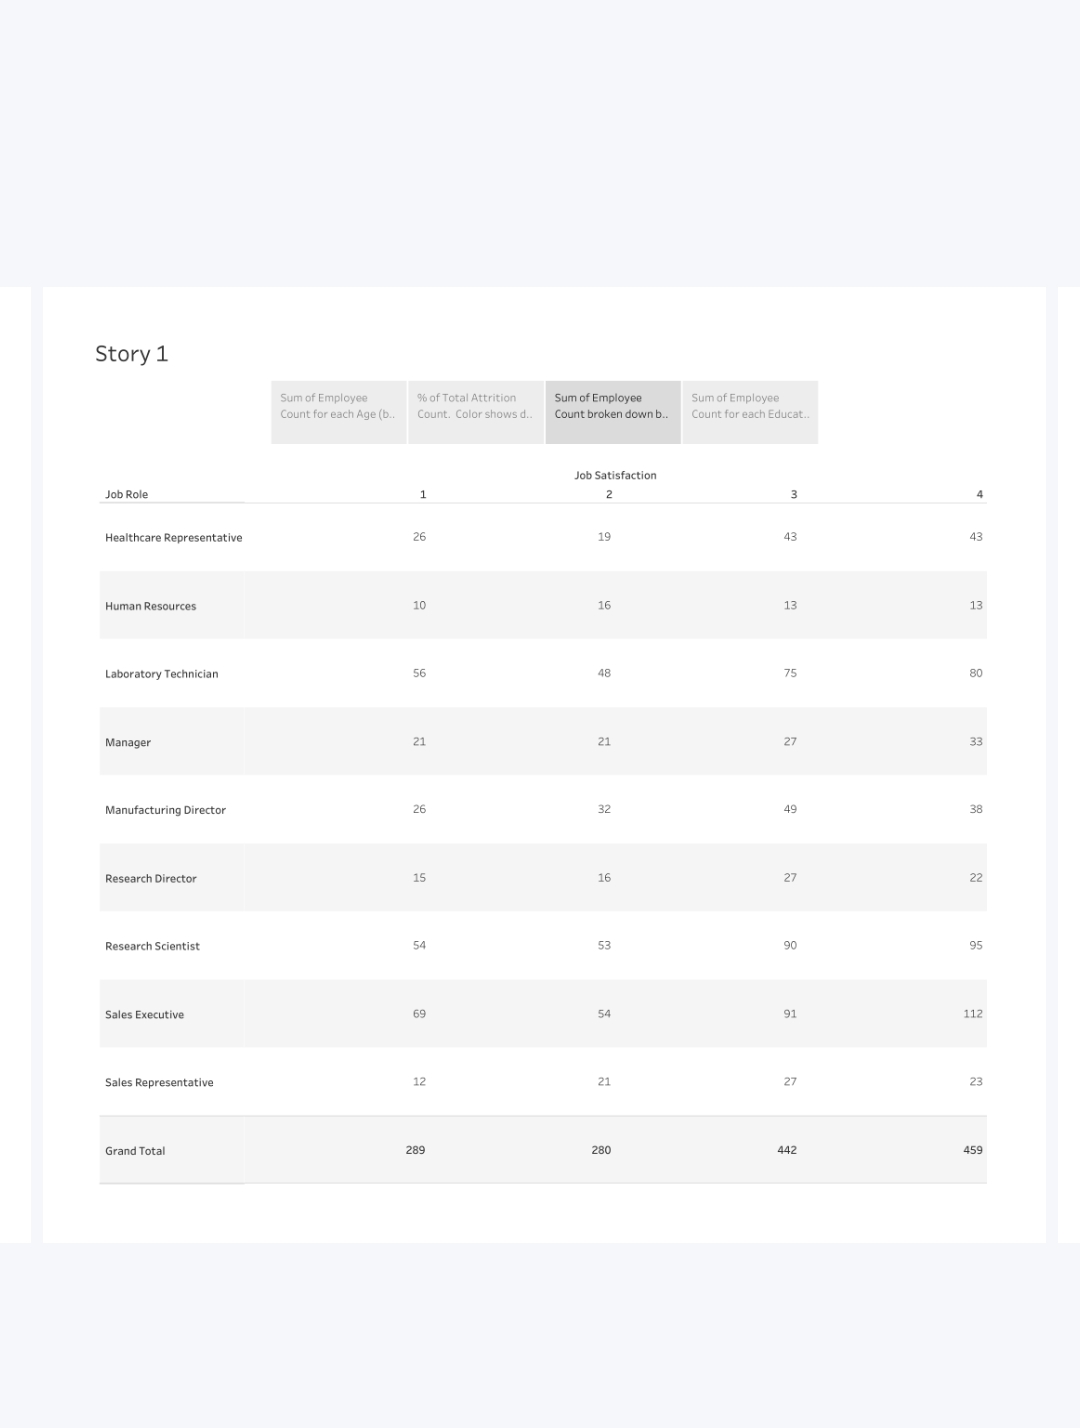 Story 1
Sum of Employee
Count for each Age (b..
% of Total Attrition
Count. Color shows d..
Sum of Employee
Count broken down b..
Sum of Employee
Count for each Educat..
Job Satisfaction
Job Role 1 2 3 4
Healthcare Representative 26 19 43 43
Human Resources 10 16 13 13
Laboratory Technician 56 48 75 80
Manager 21 21 27 33
Manufacturing Director 26 32 49 38
Research Director 15 16 27 22
Research Scientist 54 53 90 95
Sales Executive 69 54 91 112
Sales Representative 12 21 27 23
Grand Total 289 280 442 459